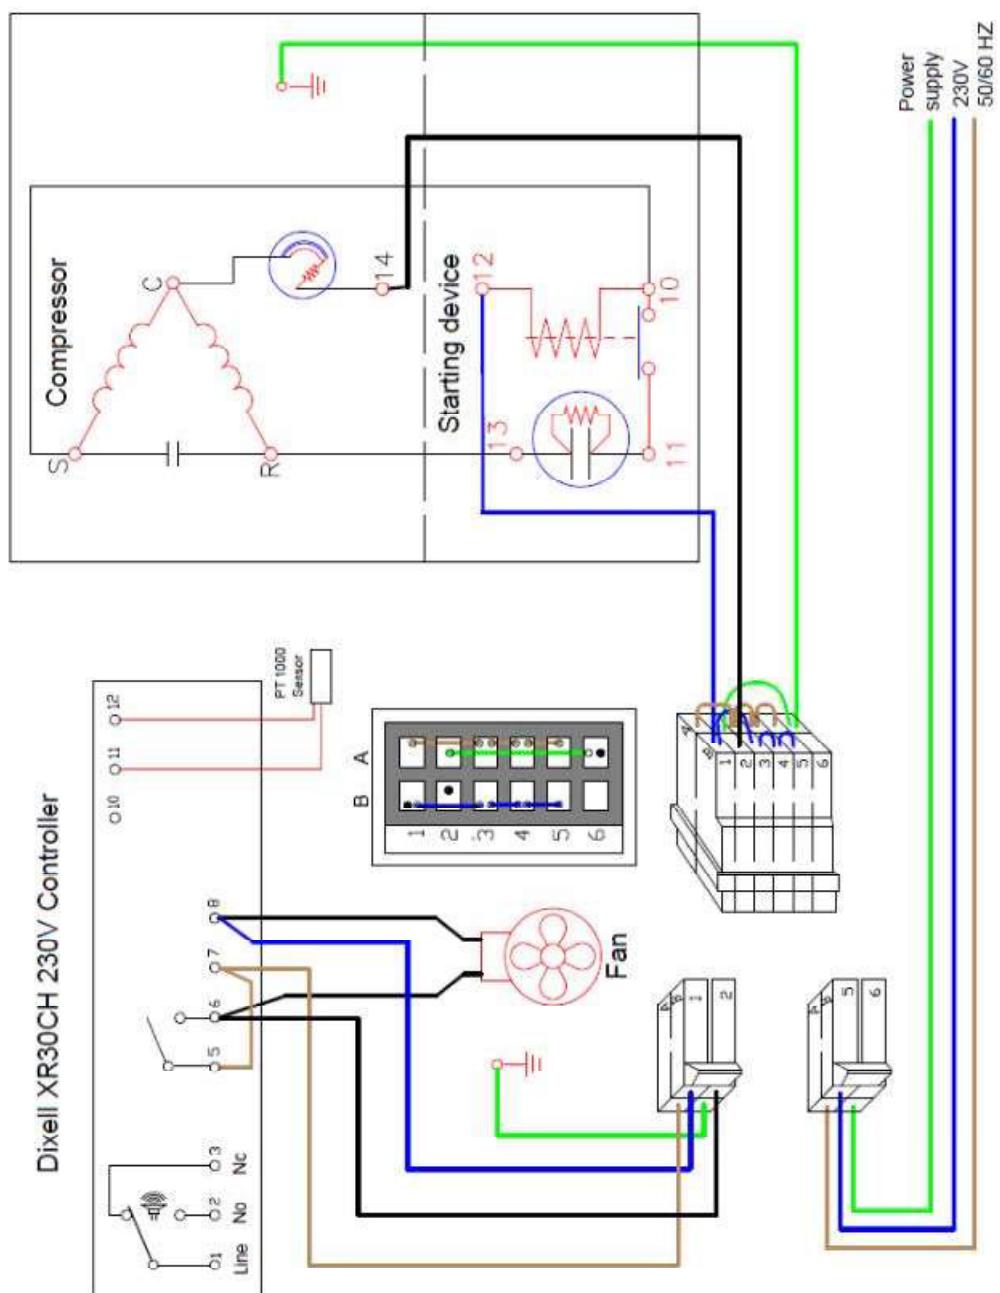 Power
supply
230V
50/60 HZ
Compressor
S
C
R
14
Starting device
12
10
13
11
Dixell XR30CH 230V Controller
12
11
10
8
7
6
5
3
2
1
Nc
No
Line
PT1000
Sensor
A
B
1
2
3
4
5
6
Fan
A
B
1
2
3
4
5
6
A
B
1
2
A
B
5
6